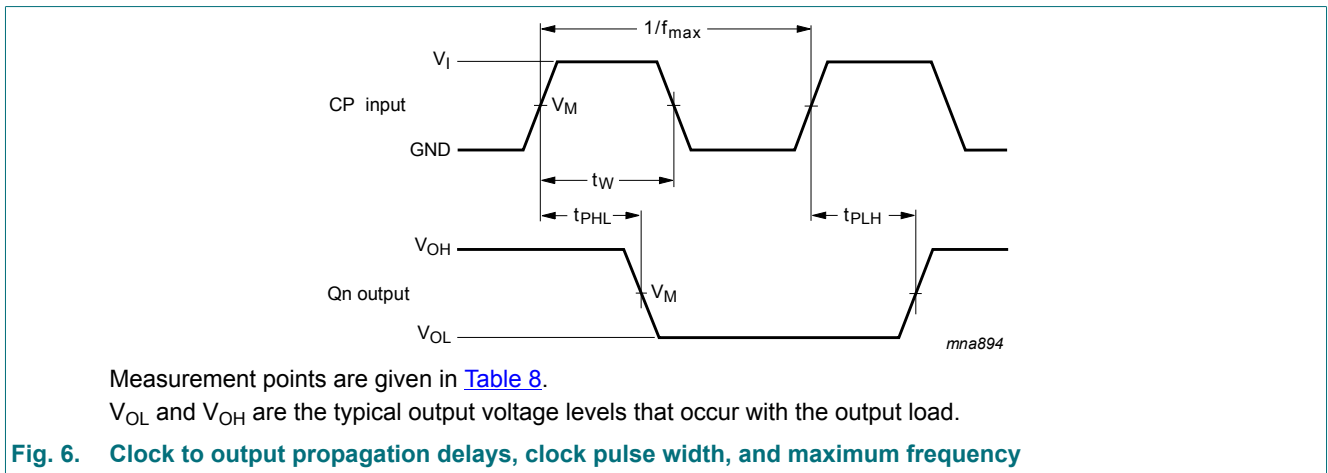 1/fmax
VI
CP input
VM
GND
tW
tPHL
tPLH
VOH
Qn output
VM
VOL
mna894
Measurement points are given in Table 8.
VOL and VOH are the typical output voltage levels that occur with the output load.
Fig. 6. Clock to output propagation delays, clock pulse width, and maximum frequency